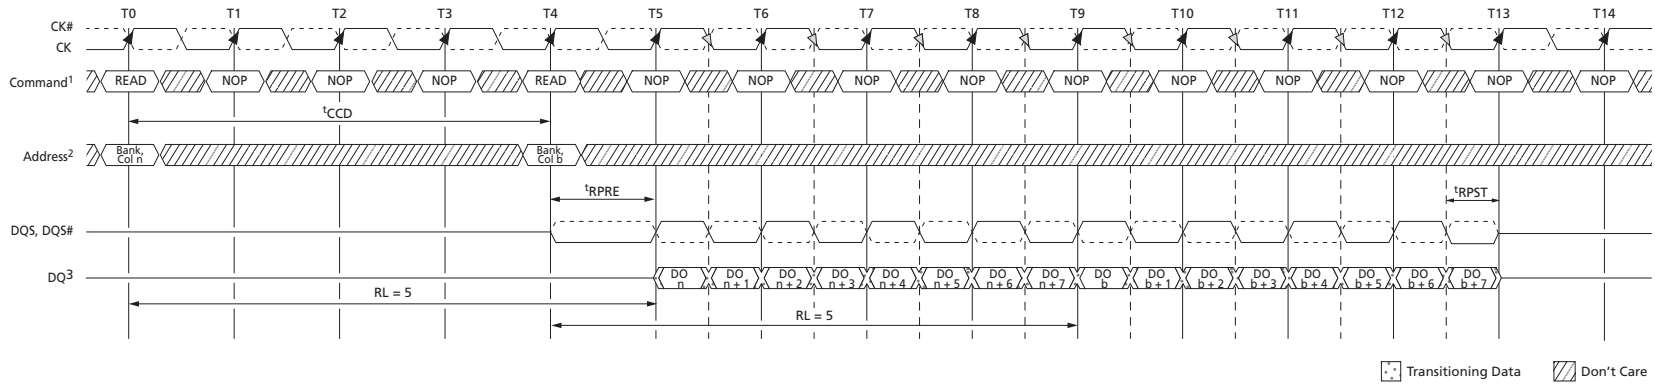 T0 T1 T2 T3 T4 T5 T6 T7 T8 T9 T10 T11 T12 T13 T14
CK#
CK
Command1 READ NOP NOP NOP READ NOP NOP NOP NOP NOP NOP NOP NOP NOP NOP
tCCD
Address2 Bank, Col n Bank, Col b
tRPRE tRPST
DQS, DQS#
DQ3 DO n DO n + 1 DO n + 2 DO n + 3 DO n + 4 DO n + 5 DO n + 6 DO n + 7 DO b DO b + 1 DO b + 2 DO b + 3 DO b + 4 DO b + 5 DO b + 6 DO b + 7
RL = 5
RL = 5
Transitioning Data Don't Care